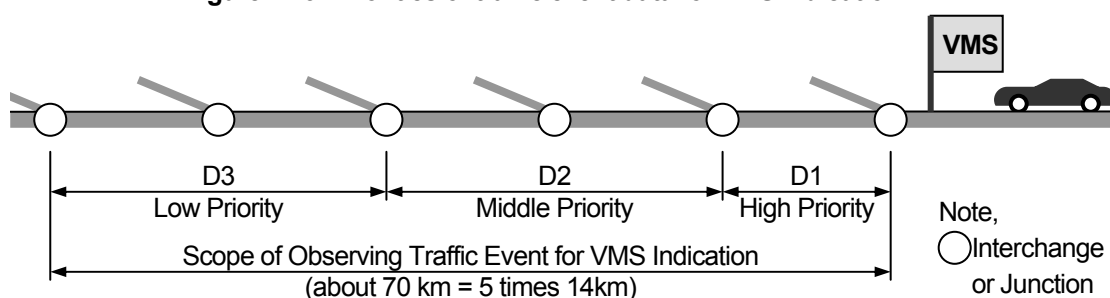 VMS
D3
D2
D1
Low Priority
Middle Priority
High Priority
Scope of Observing Traffic Event for VMS Indication
(about 70 km = 5 times 14km)
Note,
Interchange
or Junction